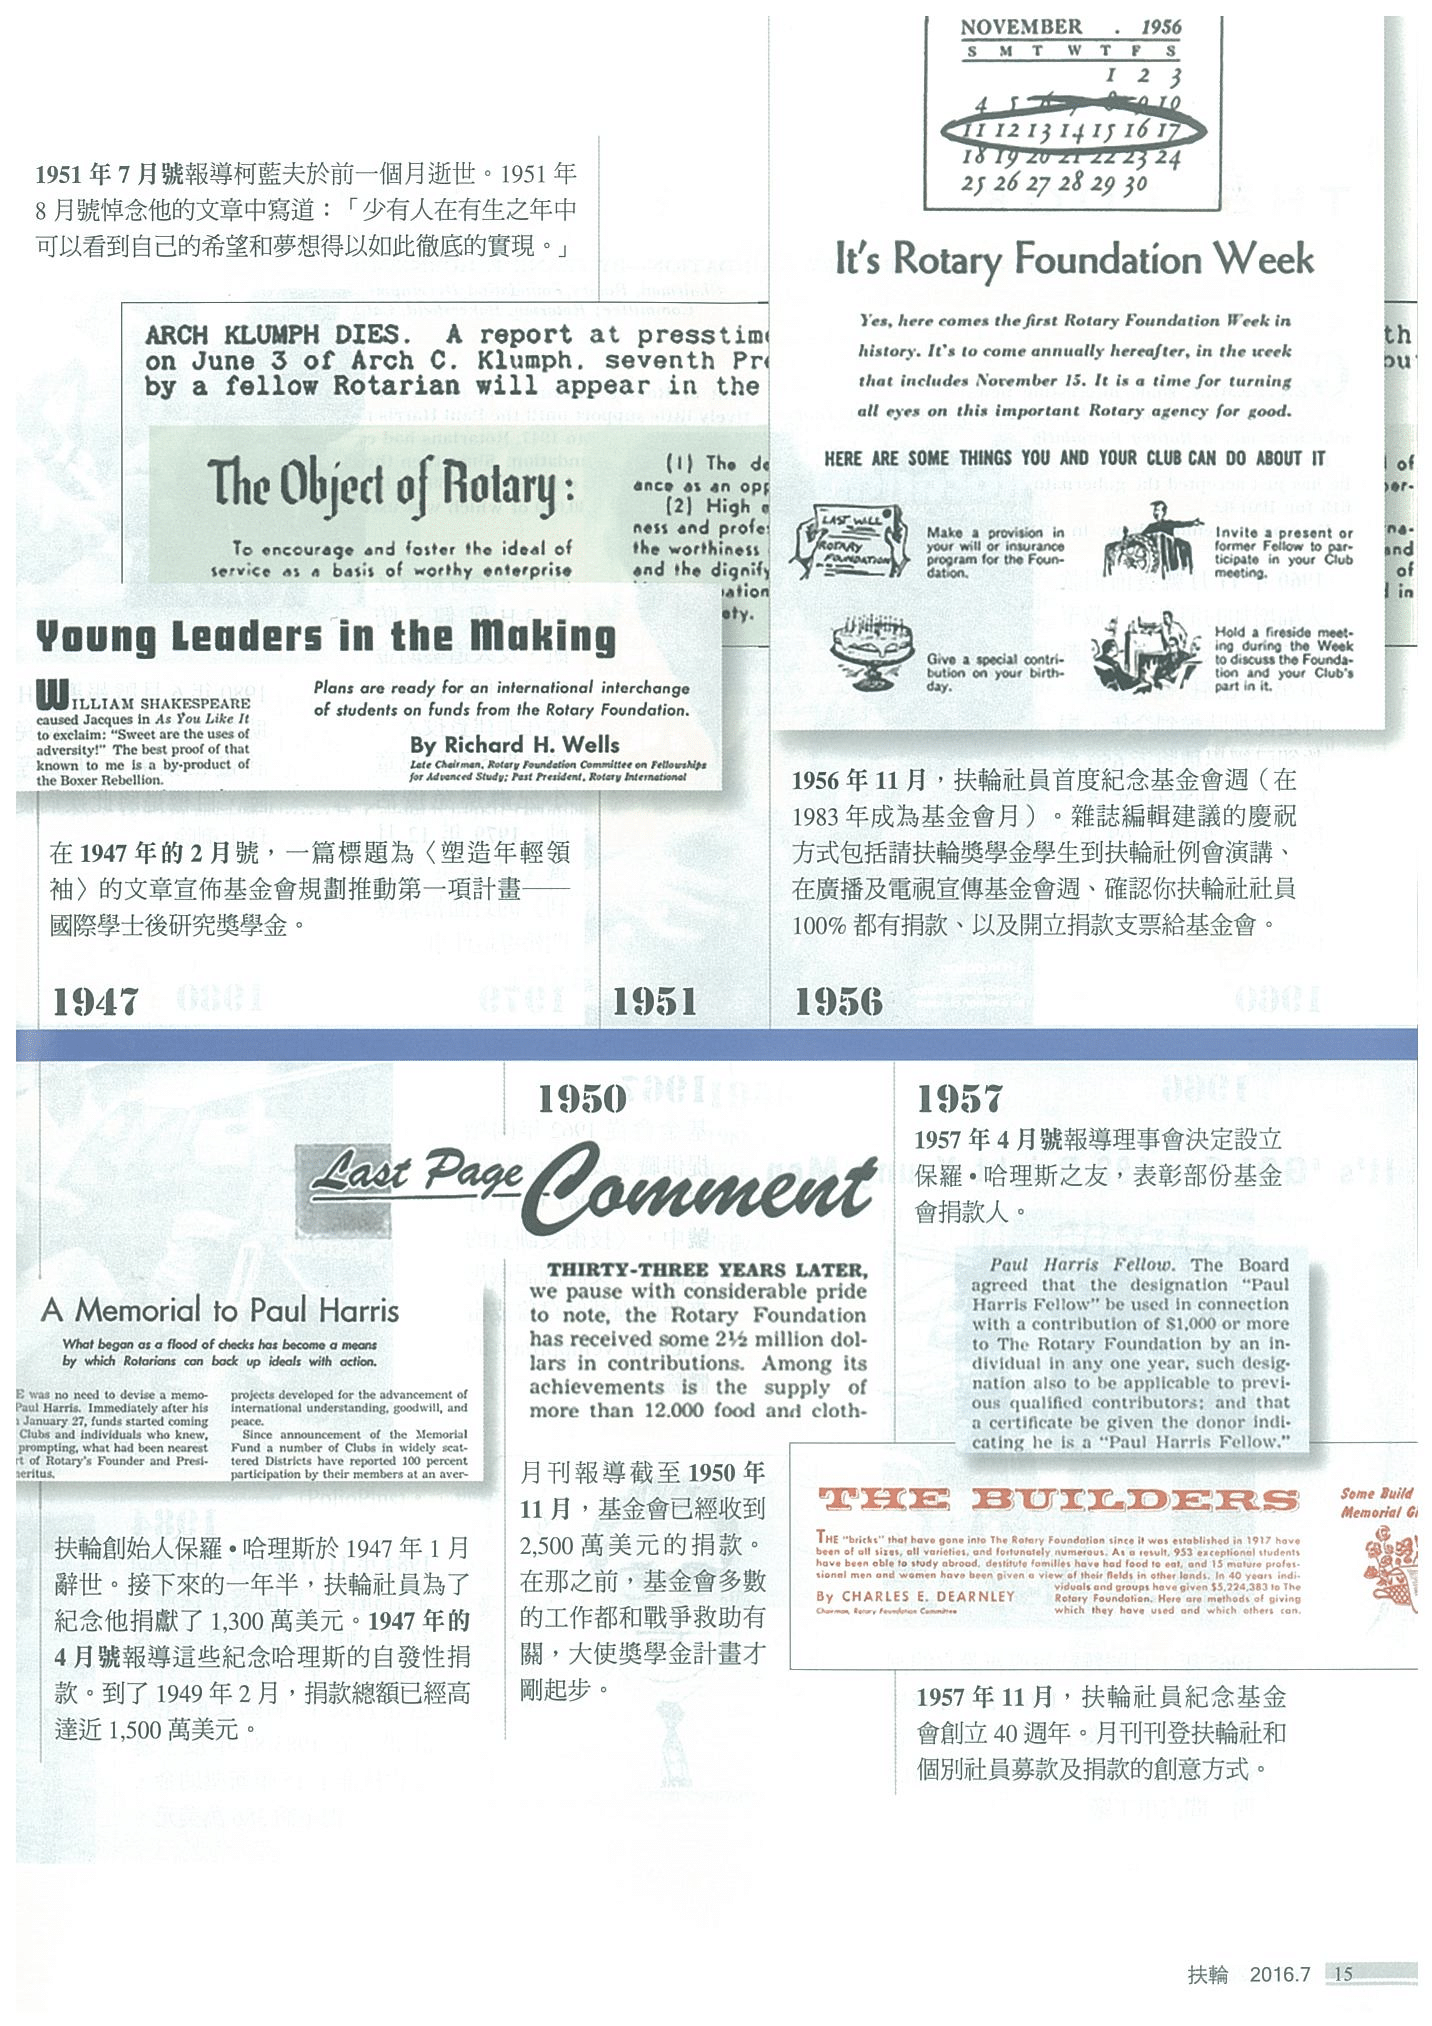 NOVEMBER . 1956
S M T W T F S
1 2 3
4 5 6 7 8 9 10
11 12 13 14 15 16 17
18 19 20 21 22 23 24
25 26 27 28 29 30
It's Rotary Foundation Week
Yes, here comes the first Rotary Foundation Week in
history. It's to come annually hereafter, in the week
that includes November 15. It is a time for turning
all eyes on this important Rotary agency for good.
HERE ARE SOME THINGS YOU AND YOUR CLUB CAN DO ABOUT IT
LAST WILL
ROTARY
FOUNDATION
Make a provision in
your will or insurance
program for the Foun-
dation.
Invite a present or
former Fellow to par-
ticipate in your Club
meeting.
Give a special contri-
bution on your birth-
day.
Hold a fireside meet-
ing during the Week
to discuss the Founda-
tion and your Club's
part in it.
1951 年 7 月號報導柯藍夫於前一個月逝世。1951 年
8 月號悼念他的文章中寫道：「少有人在有生之年中
可以看到自己的希望和夢想得以如此徹底的實現。」
ARCH KLUMPH DIES. A report at presstime
on June 3 of Arch C. Klumph, seventh Pre
by a fellow Rotarian will appear in the
The Object of Rotary:
To encourage and foster the ideal of
service as a basis of worthy enterprise
(1) The de
ance as an opp
(2) High e
ness and profes
the worthiness
and the dignify
Young Leaders in the Making
WILLIAM SHAKESPEARE
caused Jacques in As You Like It
to exclaim: "Sweet are the uses of
adversity!" The best proof of that
known to me is a by-product of
the Boxer Rebellion.
Plans are ready for an international interchange
of students on funds from the Rotary Foundation.
By Richard H. Wells
Late Chairman, Rotary Foundation Committee on Fellowships
for Advanced Study; Past President, Rotary International
在 1947 年的 2 月號，一篇標題為〈塑造年輕領
袖〉的文章宣佈基金會規劃推動第一項計畫——
國際學士後研究獎學金。
1956 年 11 月，扶輪社員首度紀念基金會週（在
1983 年成為基金會月）。雜誌編輯建議的慶祝
方式包括請扶輪獎學金學生到扶輪社例會演講、
在廣播及電視宣傳基金會週、確認你扶輪社社員
100% 都有捐款、以及開立捐款支票給基金會。
1947
1951
1956
1950
1957
1957 年 4 月號報導理事會決定設立
保羅•哈理斯之友，表彰部份基金
會捐款人。
Last Page Comment
THIRTY-THREE YEARS LATER,
we pause with considerable pride
to note, the Rotary Foundation
has received some 2½ million dol-
lars in contributions. Among its
achievements is the supply of
more than 12,000 food and cloth-
Paul Harris Fellow. The Board
agreed that the designation "Paul
Harris Fellow" be used in connection
with a contribution of $1,000 or more
to The Rotary Foundation by an in-
dividual in any one year, such desig-
nation also to be applicable to previ-
ous qualified contributors; and that
a certificate be given the donor indi-
cating he is a "Paul Harris Fellow."
A Memorial to Paul Harris
What began as a flood of checks has become a means
by which Rotarians can back up ideals with action.
E was no need to devise a memo-
Paul Harris. Immediately after his
January 27, funds started coming
Clubs and individuals who knew,
prompting, what had been nearest
t of Rotary's Founder and Presi-
meritus.
projects developed for the advancement of
international understanding, goodwill, and
peace.
Since announcement of the Memorial
Fund a number of Clubs in widely scat-
tered Districts have reported 100 percent
participation by their members at an aver-
扶輪創始人保羅•哈理斯於 1947 年 1 月
辭世。接下來的一年半，扶輪社員為了
紀念他捐獻了 1,300 萬美元。1947 年的
4 月號報導這些紀念哈理斯的自發性捐
款。到了 1949 年 2 月，捐款總額已經高
達近 1,500 萬美元。
月刊報導截至 1950 年
11 月，基金會已經收到
2,500 萬美元的捐款。
在那之前，基金會多數
的工作都和戰爭救助有
關，大使獎學金計畫才
剛起步。
THE BUILDERS
THE "bricks" that have gone into The Rotary Foundation since it was established in 1917 have
been of all sizes, all varieties, and fortunately numerous. As a result, 953 exceptional students
have been able to study abroad, destitute families have had food to eat, and 15 mature profes-
sional men and women have been given a view of their fields in other lands. In 40 years indi-
viduals and groups have given $5,224,383 to The
Rotary Foundation. Here are methods of giving
which they have used and which others can.
By CHARLES E. DEARNLEY
Chairman, Rotary Foundation Committee
Some Build
Memorial Gi
1957 年 11 月，扶輪社員紀念基金
會創立 40 週年。月刊刊登扶輪社和
個別社員募款及捐款的創意方式。
扶輪 2016.7 15